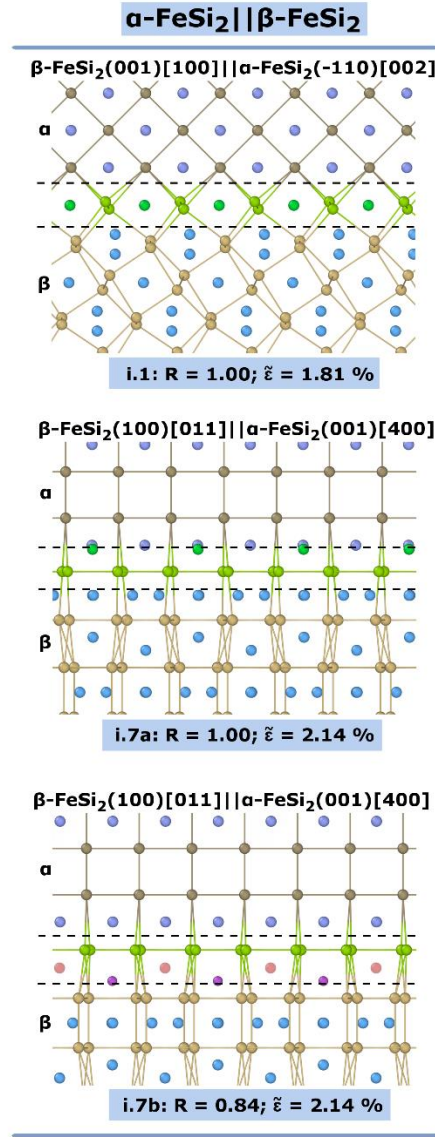 α-FeSi₂||β-FeSi₂
β-FeSi₂(001)[100]||α-FeSi₂(-110)[002]
α
β
i.1: R = 1.00; ε̃ = 1.81 %
β-FeSi₂(100)[011]||α-FeSi₂(001)[400]
α
β
i.7a: R = 1.00; ε̃ = 2.14 %
β-FeSi₂(100)[011]||α-FeSi₂(001)[400]
α
β
i.7b: R = 0.84; ε̃ = 2.14 %